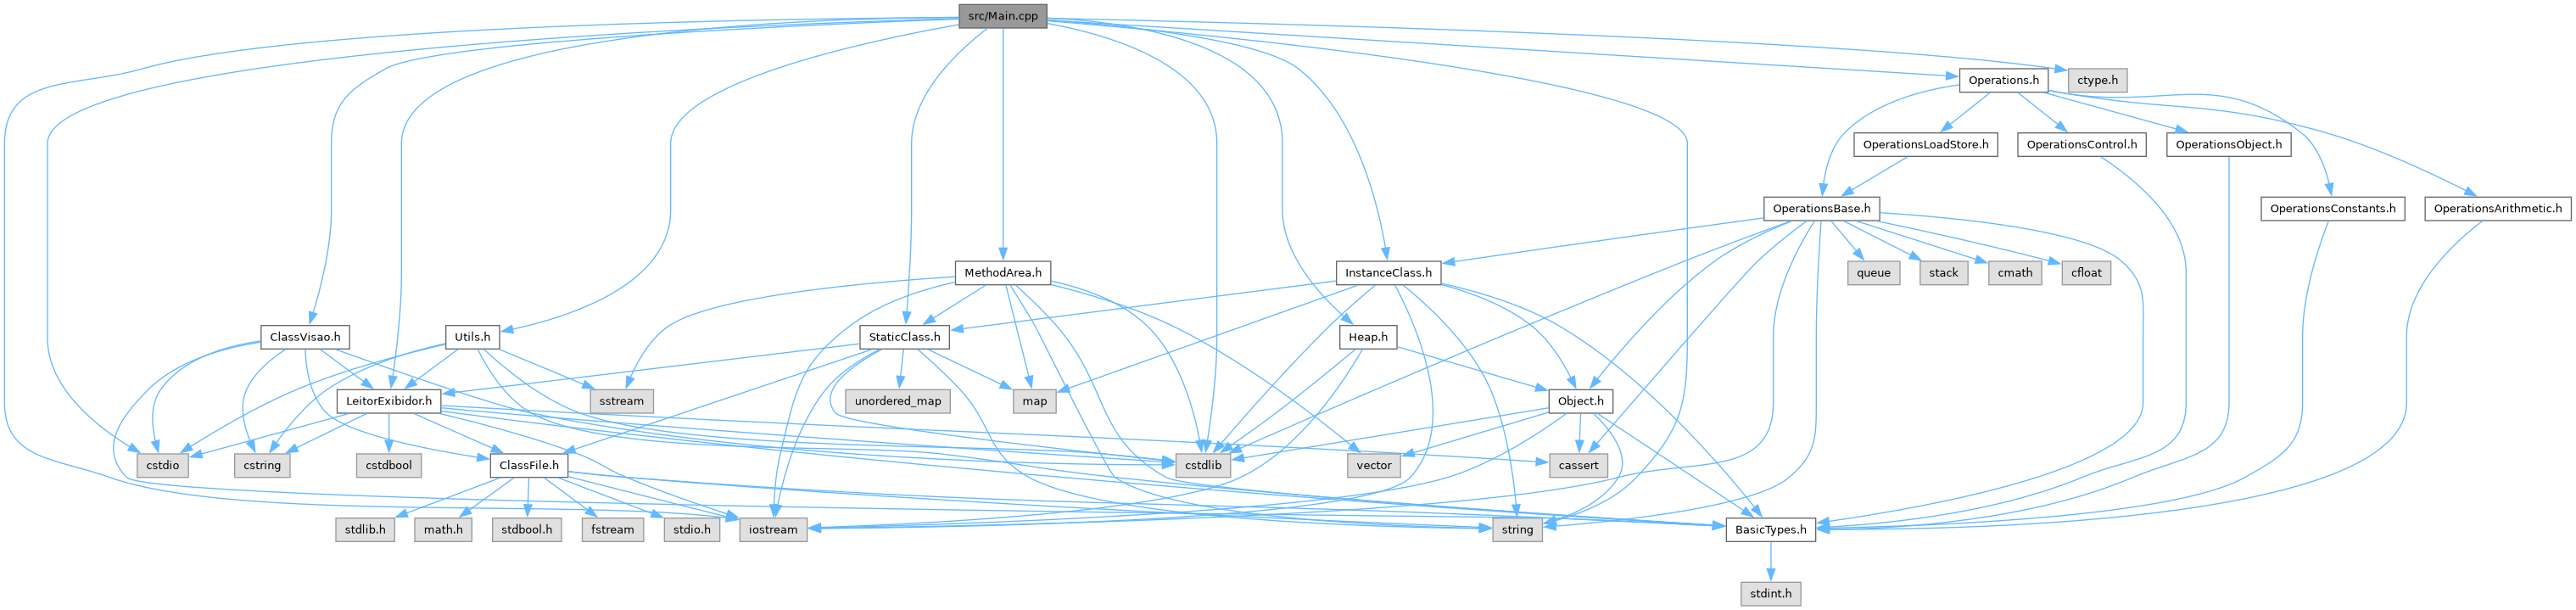 src/Main.cpp
Operations.h
ctype.h
OperationsLoadStore.h
OperationsControl.h
OperationsObject.h
OperationsBase.h
OperationsConstants.h
OperationsArithmetic.h
MethodArea.h
InstanceClass.h
queue
stack
cmath
cfloat
ClassVisao.h
Utils.h
StaticClass.h
Heap.h
LeitorExibidor.h
sstream
unordered_map
map
Object.h
cstdio
cstring
cstdbool
ClassFile.h
cstdlib
vector
cassert
stdlib.h
math.h
stdbool.h
fstream
stdio.h
iostream
string
BasicTypes.h
stdint.h